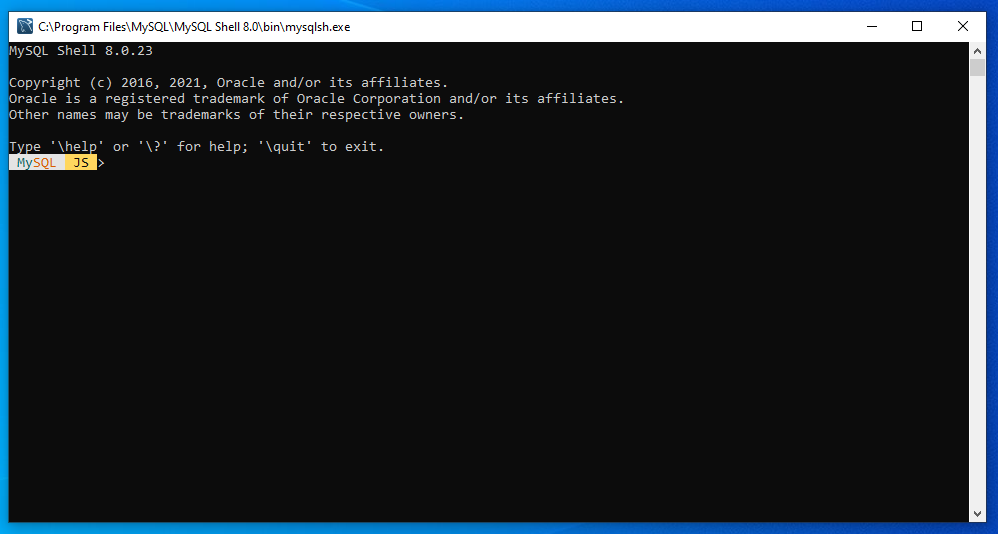 C:\Program Files\MySQL\MySQL Shell 8.0\bin\mysqlsh.exe
MySQL Shell 8.0.23
Copyright (c) 2016, 2021, Oracle and/or its affiliates.
Oracle is a registered trademark of Oracle Corporation and/or its affiliates.
Other names may be trademarks of their respective owners.
Type '\help' or '\?' for help; '\quit' to exit.
MySQL JS >